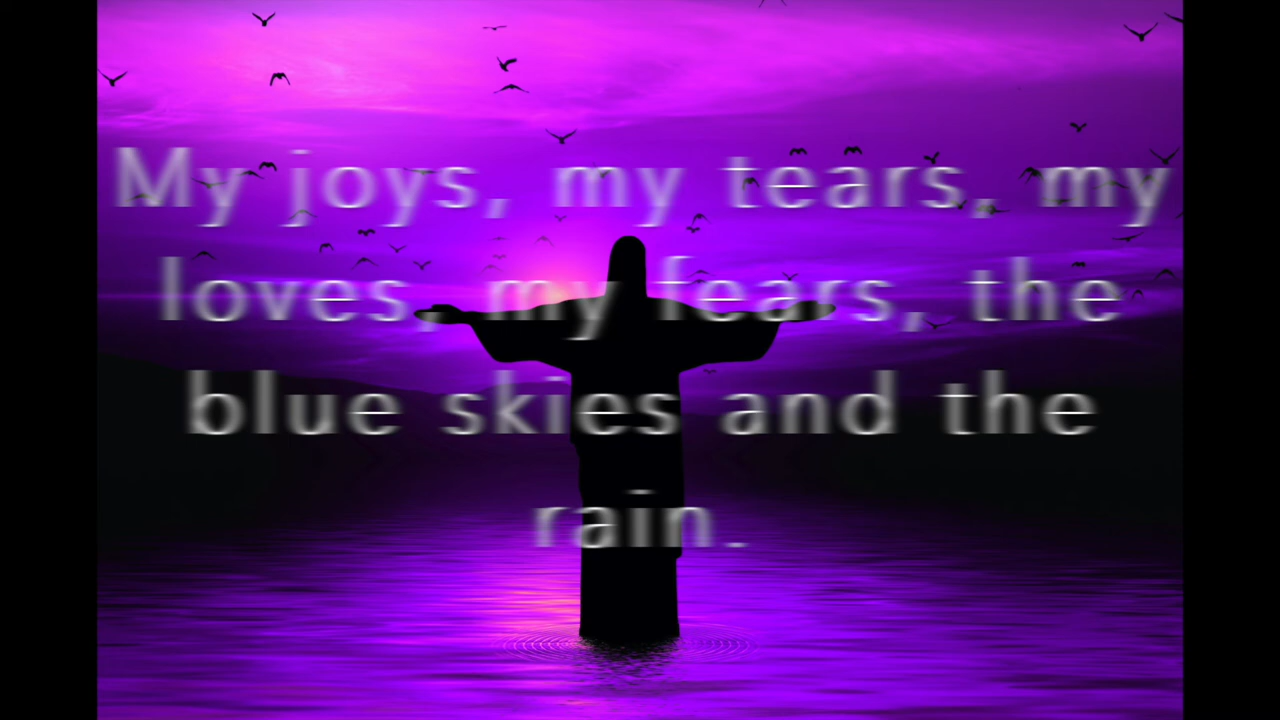 My joys, my tears, my
loves, my fears, the
blue skies and the
rain.